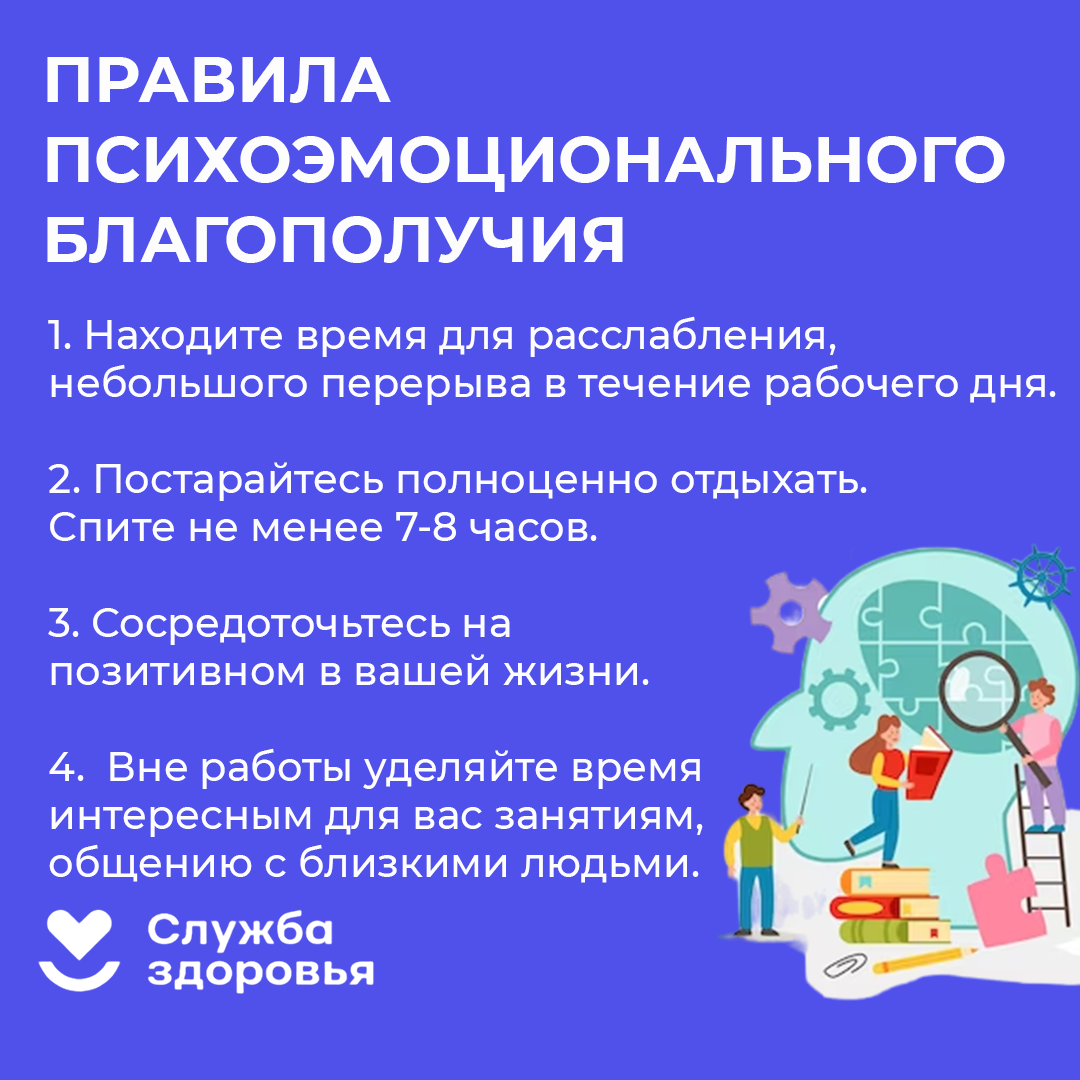 ПРАВИЛА
ПСИХОЭМОЦИОНАЛЬНОГО
БЛАГОПОЛУЧИЯ
1. Находите время для расслабления,
небольшого перерыва в течение рабочего дня.
2. Постарайтесь полноценно отдыхать.
Спите не менее 7-8 часов.
3. Сосредоточьтесь на
позитивном в вашей жизни.
4.  Вне работы уделяйте время
интересным для вас занятиям,
общению с близкими людьми.
Служба
здоровья